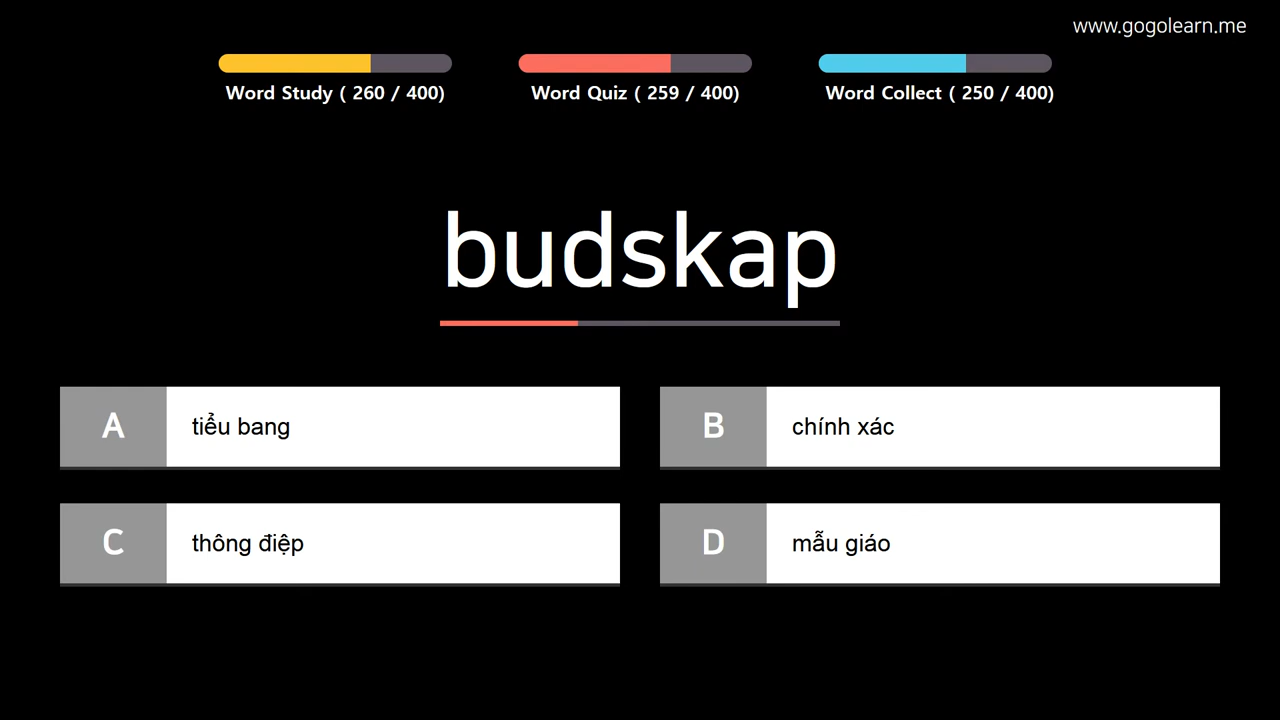 www.gogolearn.me
Word Study ( 260 / 400)
Word Quiz ( 259 / 400)
Word Collect ( 250 / 400)
budskap
A
tiểu bang
B
chính xác
C
thông điệp
D
mẫu giáo